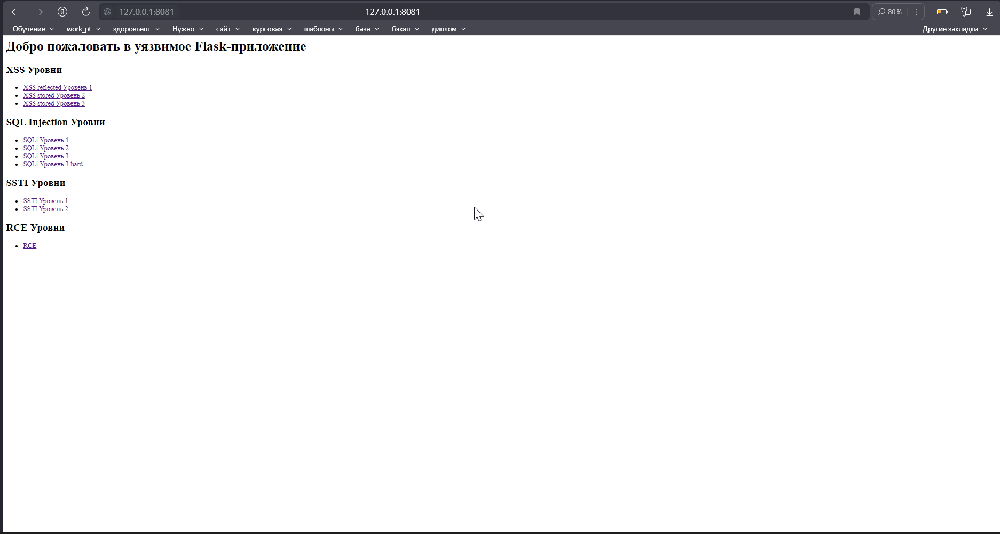 127.0.0.1:8081 127.0.0.1:8081 80 %
Обучение work_pt здоровьепт Нужно сайт курсовая шаблоны база бэкап диплом Другие закладки
Добро пожаловать в уязвимое Flask-приложение
XSS Уровни
XSS reflected Уровень 1
XSS stored Уровень 2
XSS stored Уровень 3
SQL Injection Уровни
SQLi Уровень 1
SQLi Уровень 2
SQLi Уровень 3
SQLi Уровень 3 hard
SSTI Уровни
SSTI Уровень 1
SSTI Уровень 2
RCE Уровни
RCE